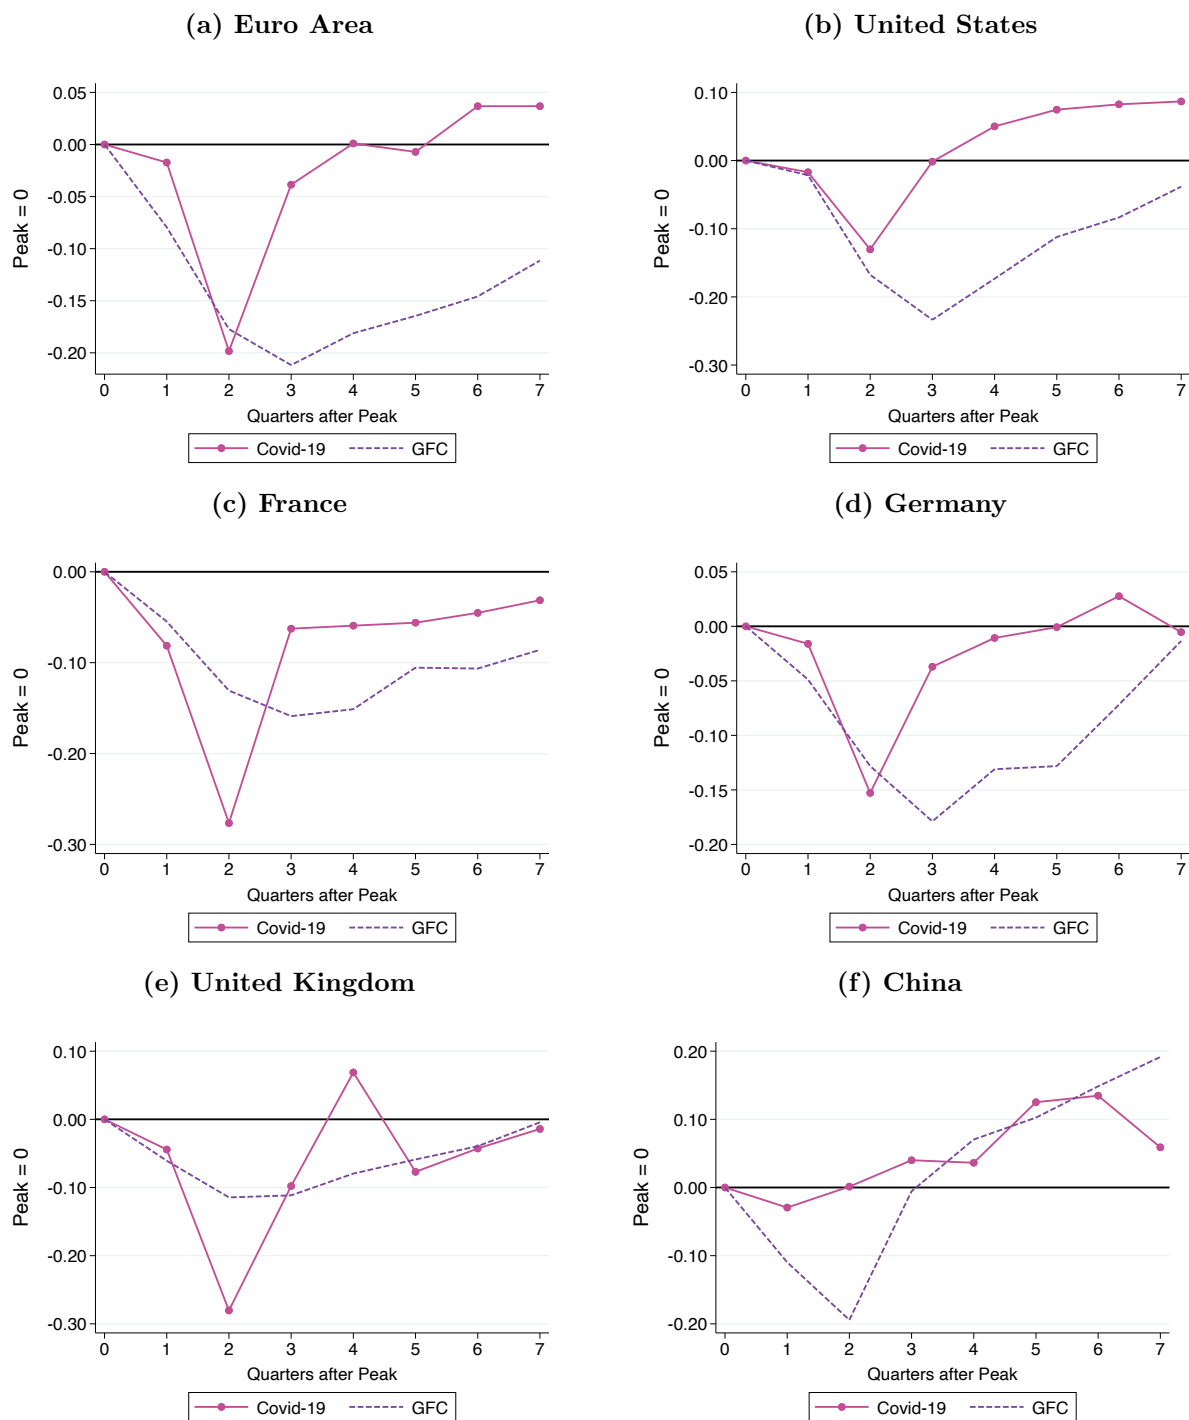 (a) Euro Area
0.05
0.00
-0.05
-0.10
-0.15
-0.20
Peak = 0
0 1 2 3 4 5 6 7
Quarters after Peak
Covid-19 GFC
(b) United States
0.10
0.00
-0.10
-0.20
-0.30
Peak = 0
0 1 2 3 4 5 6 7
Quarters after Peak
Covid-19 GFC
(c) France
0.00
-0.10
-0.20
-0.30
Peak = 0
0 1 2 3 4 5 6 7
Quarters after Peak
Covid-19 GFC
(d) Germany
0.05
0.00
-0.05
-0.10
-0.15
-0.20
Peak = 0
0 1 2 3 4 5 6 7
Quarters after Peak
Covid-19 GFC
(e) United Kingdom
0.10
0.00
-0.10
-0.20
-0.30
Peak = 0
0 1 2 3 4 5 6 7
Quarters after Peak
Covid-19 GFC
(f) China
0.20
0.10
0.00
-0.10
-0.20
Peak = 0
0 1 2 3 4 5 6 7
Quarters after Peak
Covid-19 GFC